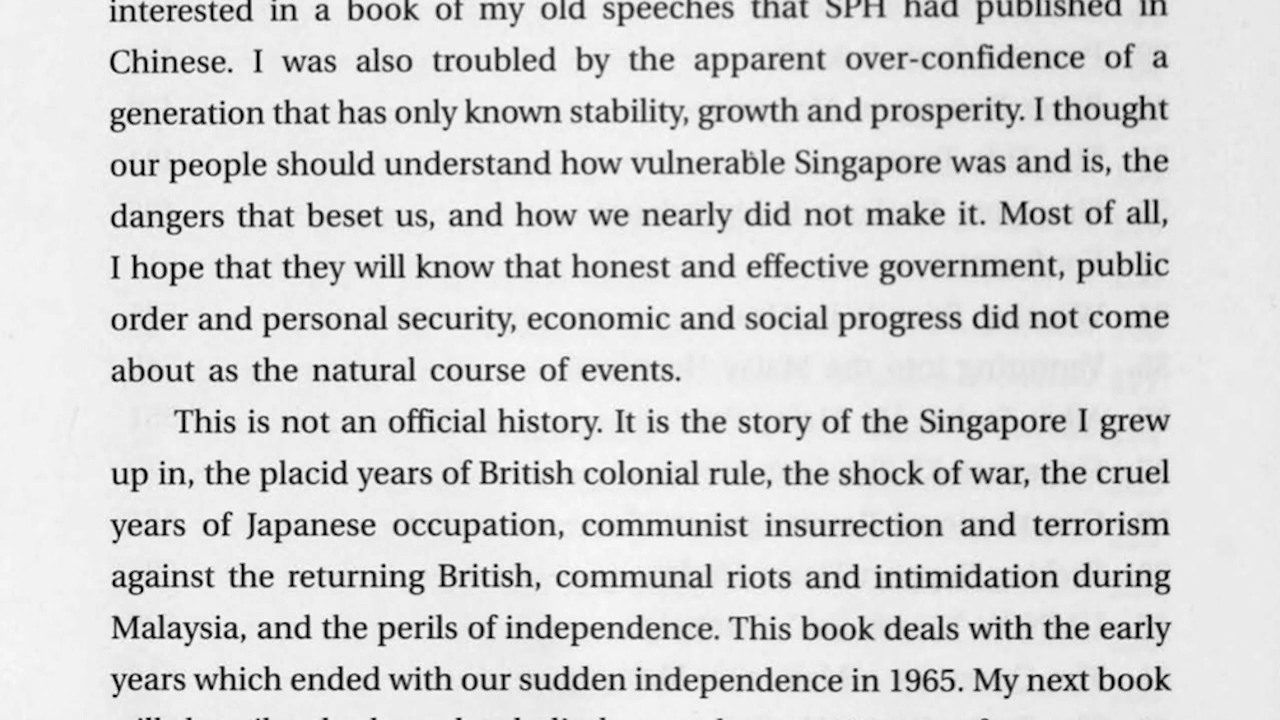 interested in a book of my old speeches that SPH had published in
Chinese. I was also troubled by the apparent over-confidence of a
generation that has only known stability, growth and prosperity. I thought
our people should understand how vulnerable Singapore was and is, the
dangers that beset us, and how we nearly did not make it. Most of all,
I hope that they will know that honest and effective government, public
order and personal security, economic and social progress did not come
about as the natural course of events.
This is not an official history. It is the story of the Singapore I grew
up in, the placid years of British colonial rule, the shock of war, the cruel
years of Japanese occupation, communist insurrection and terrorism
against the returning British, communal riots and intimidation during
Malaysia, and the perils of independence. This book deals with the early
years which ended with our sudden independence in 1965. My next book